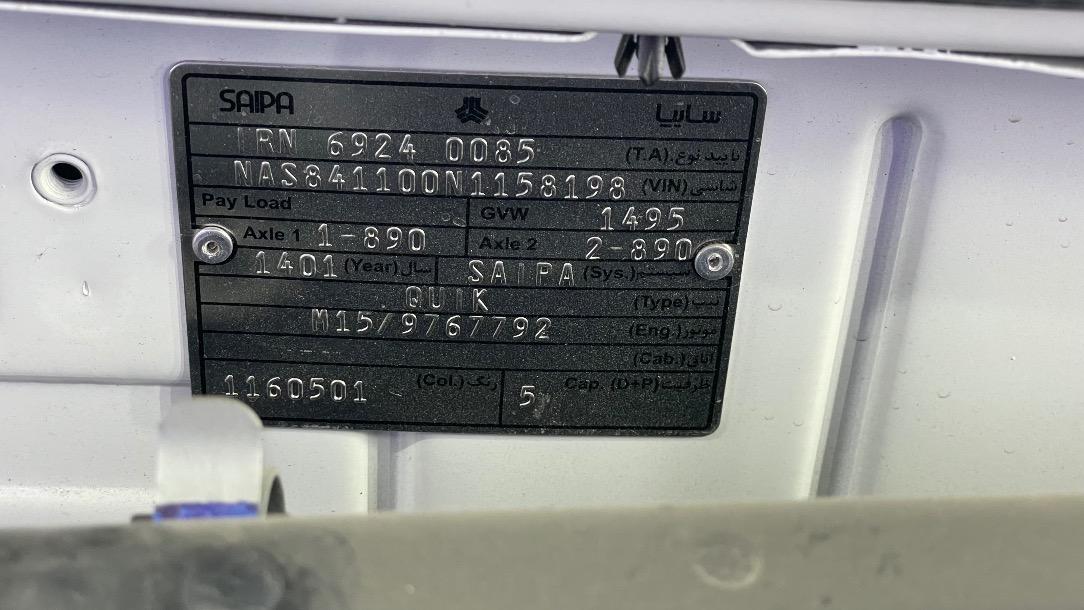 SAIPA سایپا
IRN 6924 0085 تایید نوع.(T.A)
NAS841100N1158198 شاسی (VIN)
Pay Load GVW 1495
Axle 1 1-890 Axle 2 2-890
1401 سال(Year) SAIPA سیستم(Sys.)
QUIK تیپ(Type)
M15/9767792 موتور(Eng.)
اتاق(Cab.)
1160501 رنگ(Col.) 5 ظرفیت Cap. (D+P)